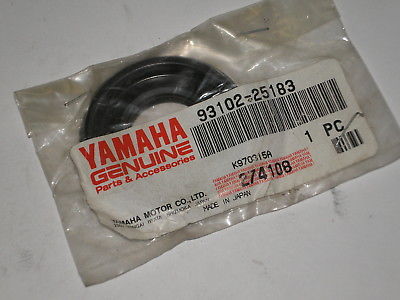 93102-25183
1 PC
YAMAHA
GENUINE
Parts & Accessories
K970315A
274108
YAMAHA MOTOR CO., LTD.
MADE IN JAPAN